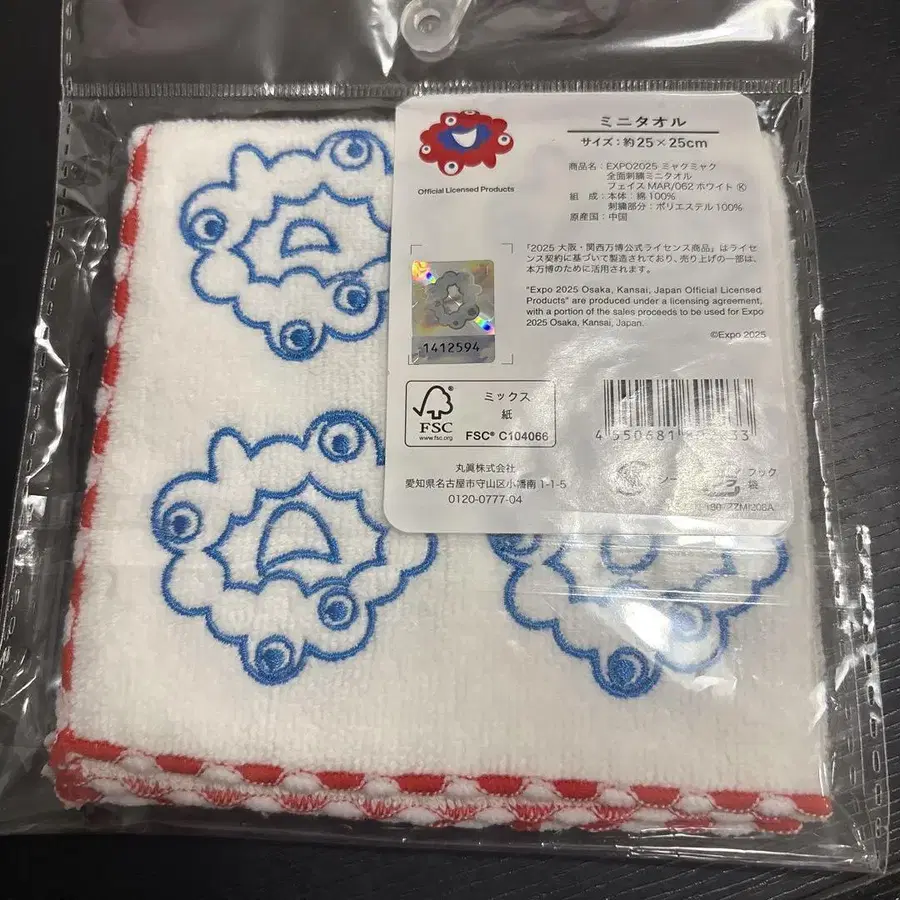 ミニタオル
サイズ：約25×25cm
Official Licensed Products
商品名：EXPO2025 ミャクミャク
全面刺繍ミニタオル
フェイス MAR/062 ホワイト Ⓚ
組 成：本体：綿100%
刺繍部分：ポリエステル100%
原産国：中国
「2025 大阪・関西万博公式ライセンス商品」はライセ
ンス契約に基づいて製造されており、売り上げの一部は、
本万博のために活用されます。
"Expo 2025 Osaka, Kansai, Japan Official Licensed
Products" are produced under a licensing agreement,
with a portion of the sales proceeds to be used for Expo
2025 Osaka, Kansai, Japan.
©Expo 2025
1412594
FSC
www.fsc.org
ミックス
紙
FSC® C104066
丸眞株式会社
愛知県名古屋市守山区小幡南 1-1-5
0120-0777-04
フック
袋